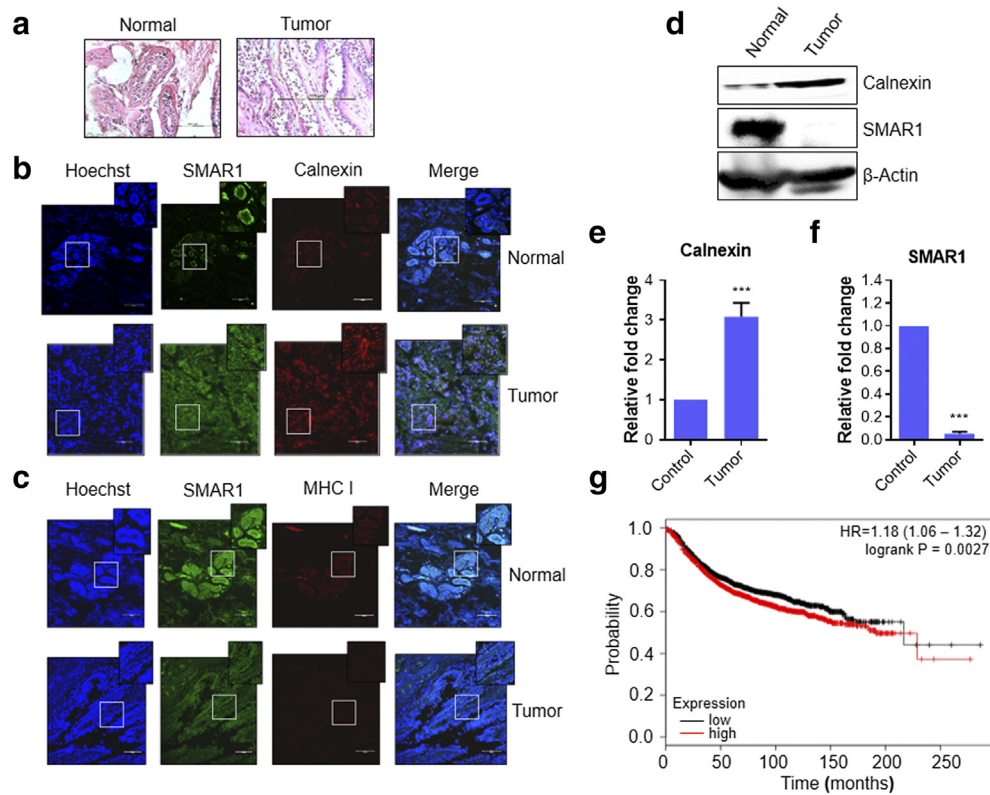 a
Normal
Tumor
b
Hoechst
SMAR1
Calnexin
Merge
Normal
Tumor
c
Hoechst
SMAR1
MHC I
Merge
Normal
Tumor
d
Normal
Tumor
Calnexin
SMAR1
β-Actin
e
Calnexin
Relative fold change
4
3
2
1
0
***
Control
Tumor
f
SMAR1
Relative fold change
1.4
1.2
1.0
0.8
0.6
0.4
0.2
0.0
***
Control
Tumor
g
HR=1.18 (1.06 – 1.32)
logrank P = 0.0027
Probability
1.0
0.8
0.6
0.4
0.2
0.0
Expression
low
high
0 50 100 150 200 250
Time (months)